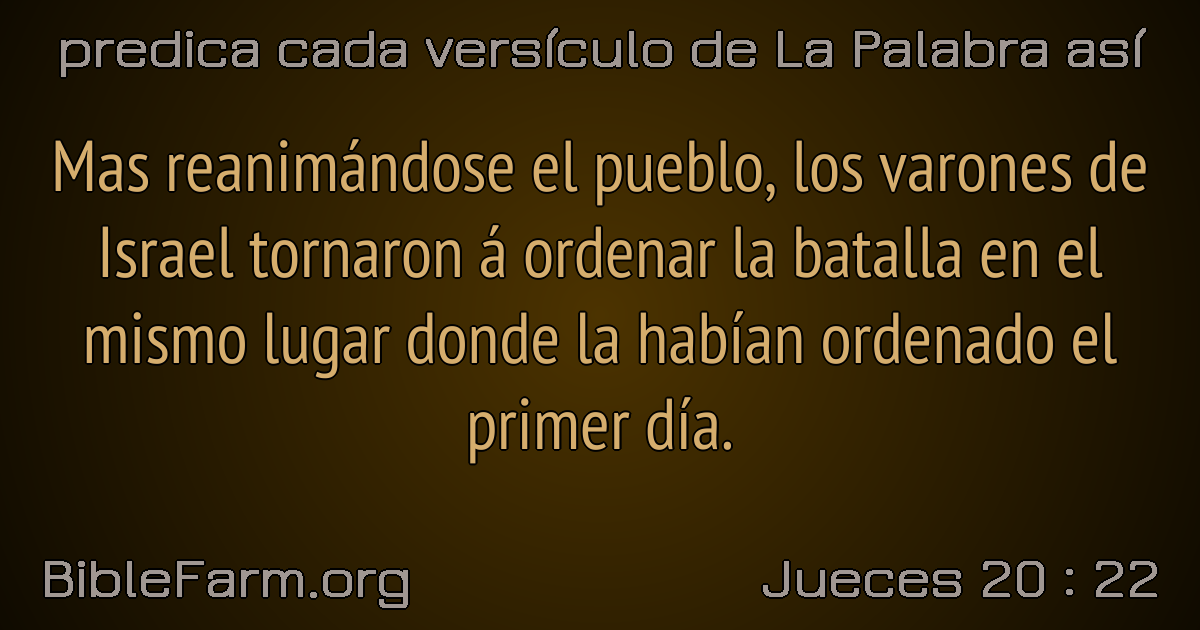 predica cada versículo de La Palabra así
Mas reanimándose el pueblo, los varones de
Israel tornaron á ordenar la batalla en el
mismo lugar donde la habían ordenado el
primer día.
BibleFarm.org
Jueces 20 : 22